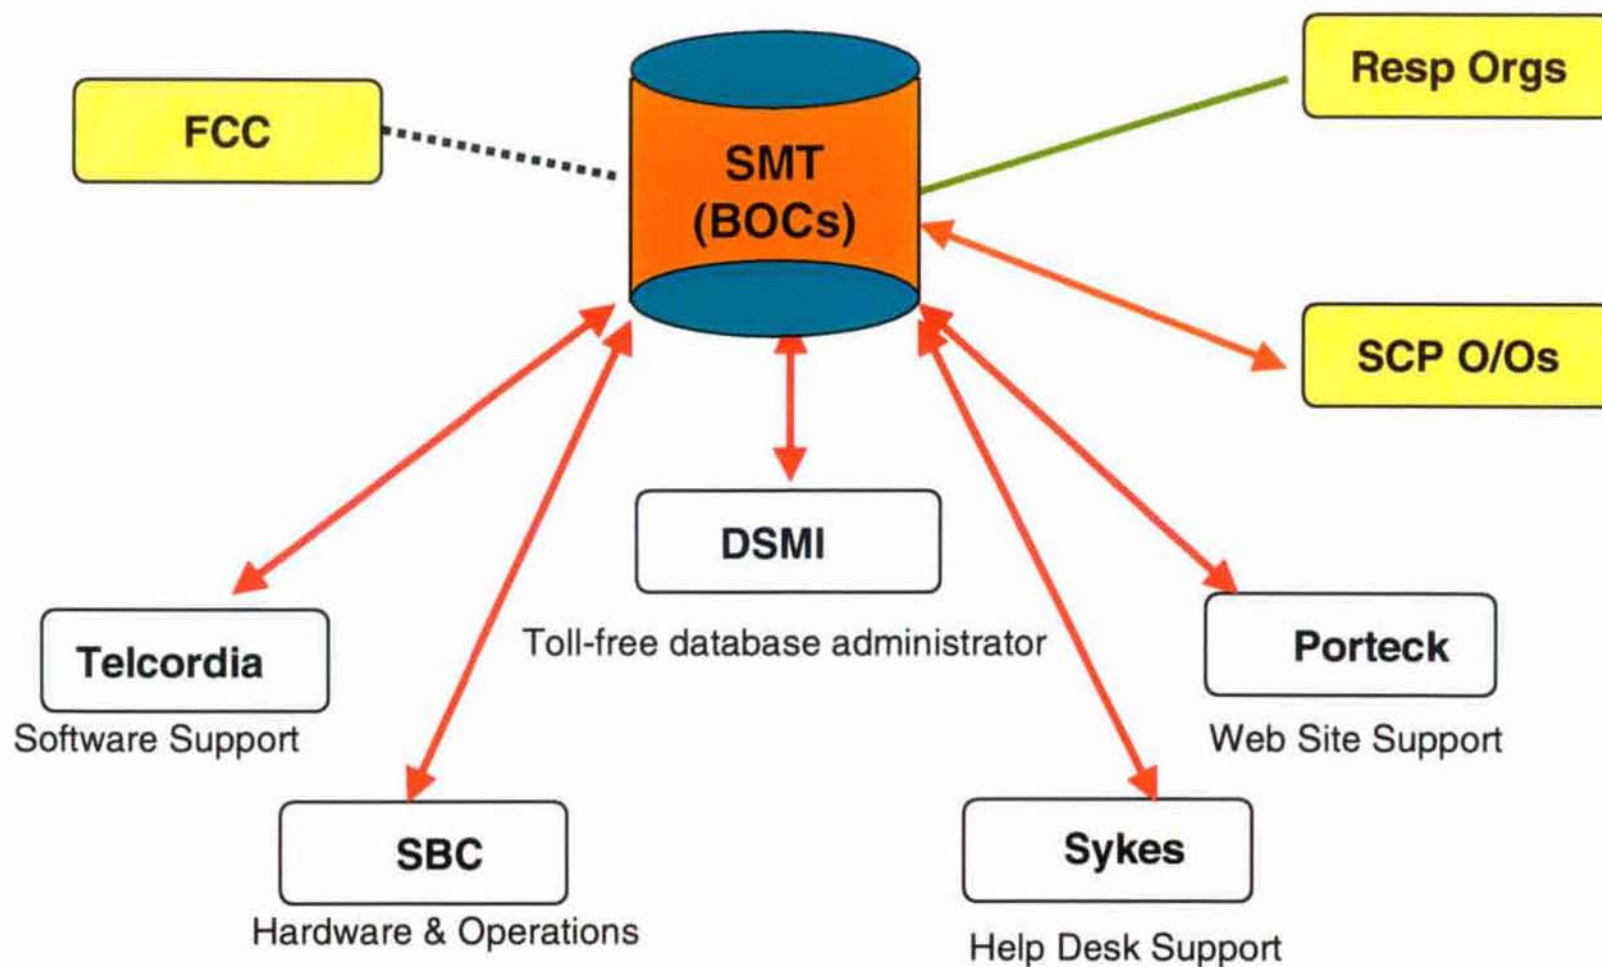 Resp Orgs
FCC
SMT
(BOCs)
SCP O/Os
DSMI
Toll-free database administrator
Telcordia
Software Support
Porteck
Web Site Support
SBC
Hardware & Operations
Sykes
Help Desk Support